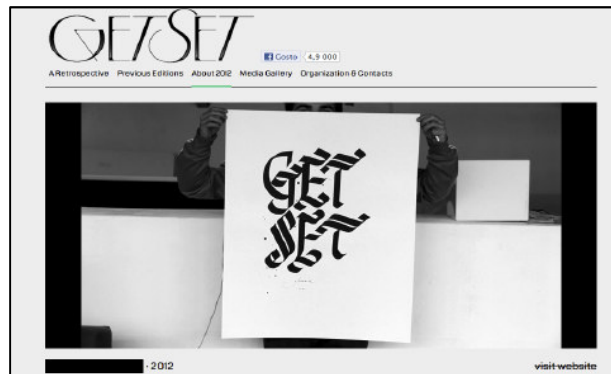 GETSET
Gosto 4,9 000
A Retrospective Previous Editions About 2012 Media Gallery Organization & Contacts
GET
SET
- 2012
visit website